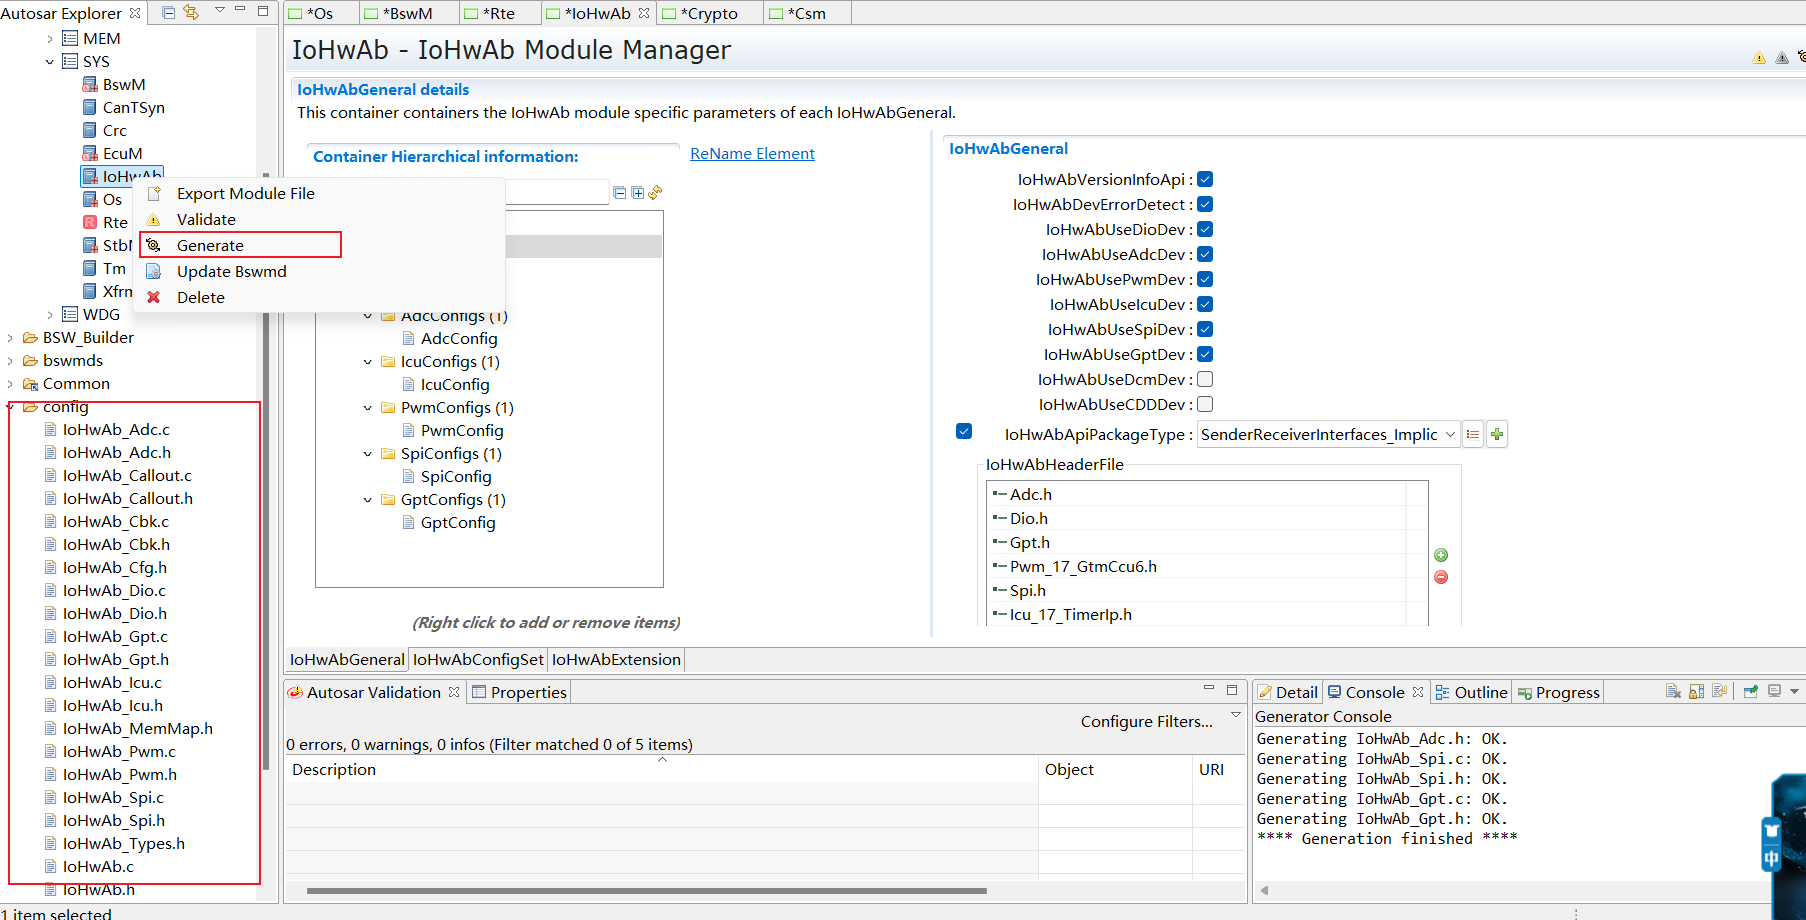 Autosar Explorer
*Os
*BswM
*Rte
*IoHwAb
*Crypto
*Csm
MEM
SYS
BswM
CanTSyn
Crc
EcuM
IoHwAb
Os
Rte
Tm
WDG
BSW_Builder
bswmds
Common
config
IoHwAb_Adc.c
IoHwAb_Adc.h
IoHwAb_Callout.c
IoHwAb_Callout.h
IoHwAb_Cbk.c
IoHwAb_Cbk.h
IoHwAb_Cfg.h
IoHwAb_Dio.c
IoHwAb_Dio.h
IoHwAb_Gpt.c
IoHwAb_Gpt.h
IoHwAb_Icu.c
IoHwAb_Icu.h
IoHwAb_MemMap.h
IoHwAb_Pwm.c
IoHwAb_Pwm.h
IoHwAb_Spi.c
IoHwAb_Spi.h
IoHwAb_Types.h
IoHwAb.c
IoHwAb.h
1 item selected
Export Module File
Validate
Generate
Update Bswmd
Delete
IoHwAb - IoHwAb Module Manager
IoHwAbGeneral details
This container containers the IoHwAb module specific parameters of each IoHwAbGeneral.
Container Hierarchical information:
ReName Element
AdcConfigs (1)
AdcConfig
IcuConfigs (1)
IcuConfig
PwmConfigs (1)
PwmConfig
SpiConfigs (1)
SpiConfig
GptConfigs (1)
GptConfig
(Right click to add or remove items)
IoHwAbGeneral
IoHwAbVersionInfoApi :
IoHwAbDevErrorDetect :
IoHwAbUseDioDev :
IoHwAbUseAdcDev :
IoHwAbUsePwmDev :
IoHwAbUseIcuDev :
IoHwAbUseSpiDev :
IoHwAbUseGptDev :
IoHwAbUseDcmDev :
IoHwAbUseCDDDev :
IoHwAbApiPackageType : SenderReceiverInterfaces_Implic
IoHwAbHeaderFile
Adc.h
Dio.h
Gpt.h
Pwm_17_GtmCcu6.h
Spi.h
Icu_17_TimerIp.h
IoHwAbGeneral IoHwAbConfigSet IoHwAbExtension
Autosar Validation Properties
Configure Filters...
0 errors, 0 warnings, 0 infos (Filter matched 0 of 5 items)
Description Object URI
Detail Console Outline Progress
Generator Console
Generating IoHwAb_Adc.h: OK.
Generating IoHwAb_Spi.c: OK.
Generating IoHwAb_Spi.h: OK.
Generating IoHwAb_Gpt.c: OK.
Generating IoHwAb_Gpt.h: OK.
**** Generation finished ****
中